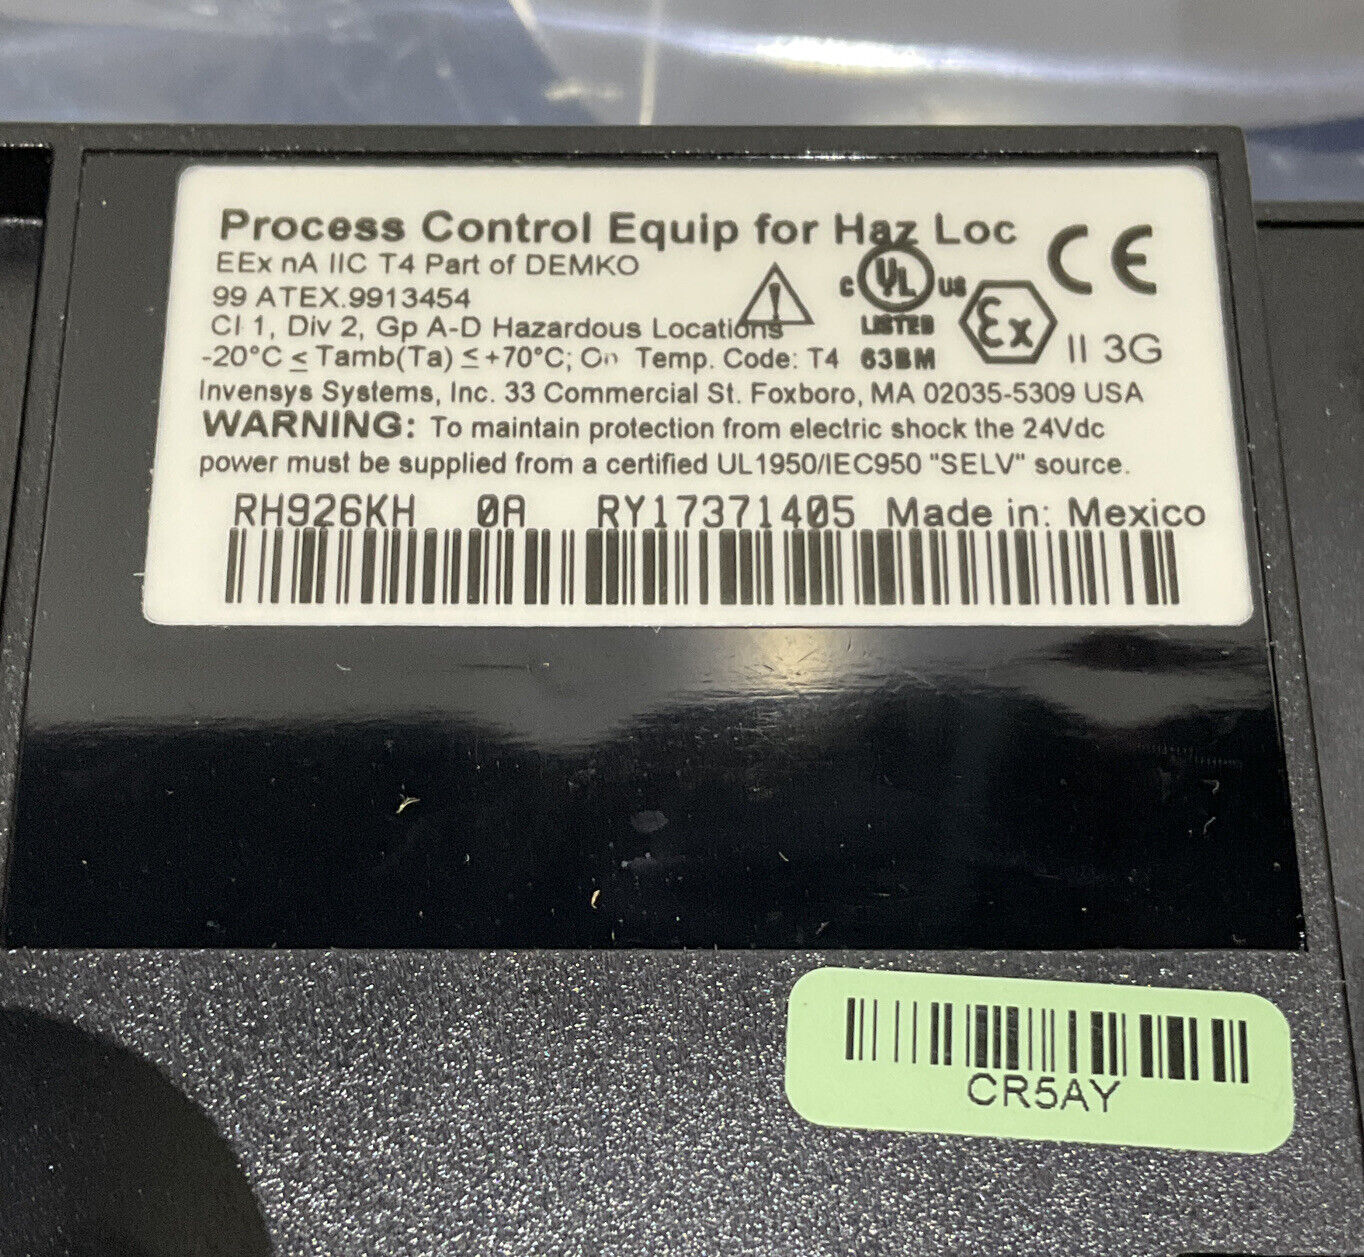 Process Control Equip for Haz Loc
CE
EEx nA IIC T4 Part of DEMKO
99 ATEX.9913454
c UL us
LISTED
63BM
Ex
II 3G
Cl 1, Div 2, Gp A-D Hazardous Locations
-20°C ≤ Tamb(Ta) ≤ +70°C; On Temp. Code: T4
Invensys Systems, Inc. 33 Commercial St. Foxboro, MA 02035-5309 USA
WARNING: To maintain protection from electric shock the 24Vdc
power must be supplied from a certified UL1950/IEC950 "SELV" source.
RH926KH 0A RY17371405 Made in: Mexico
CR5AY